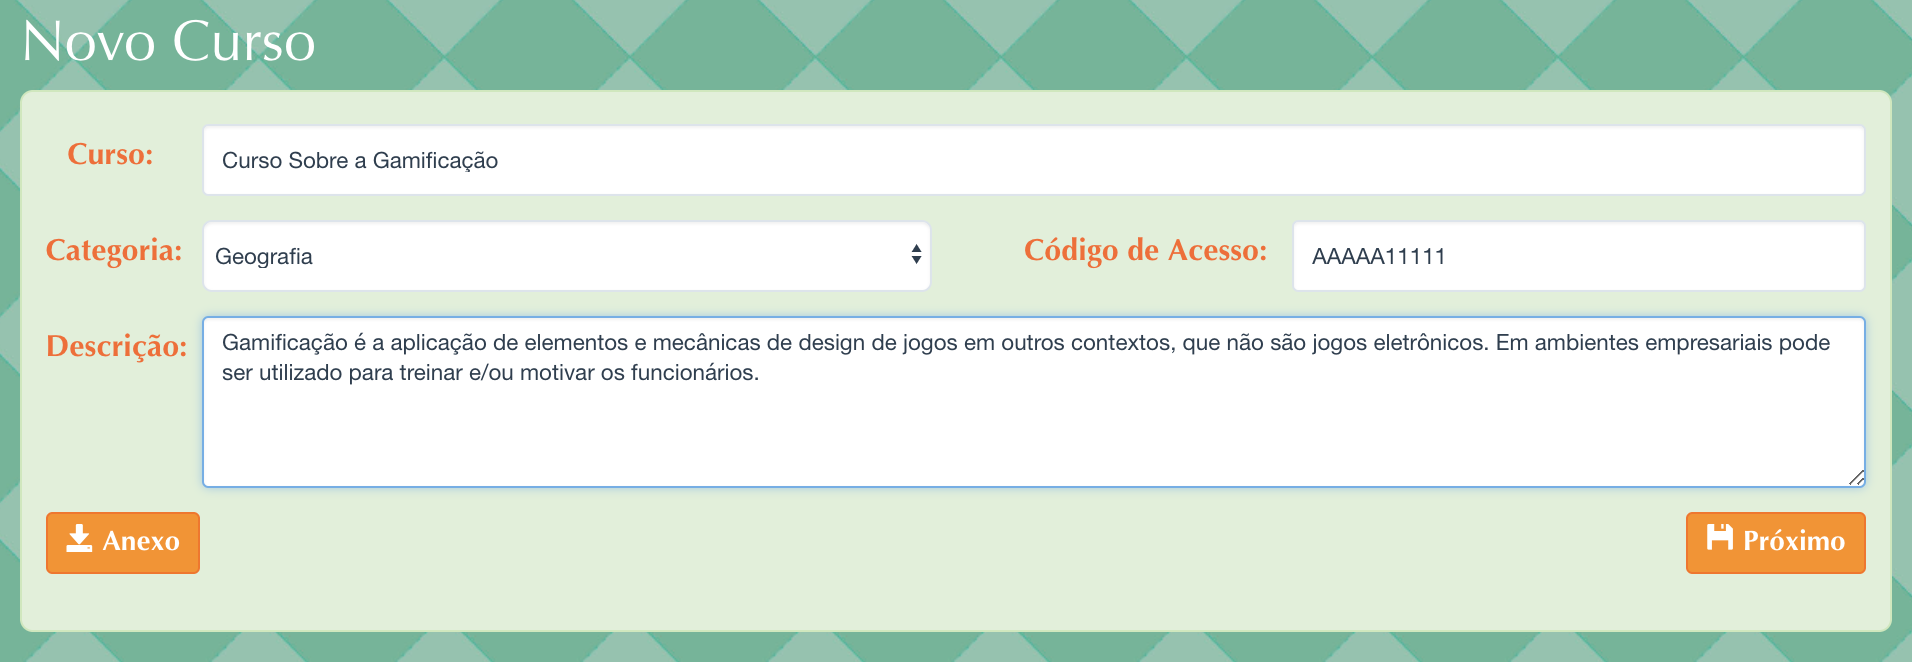 Novo Curso
Curso:
Curso Sobre a Gamificação
Categoria:
Geografia
Código de Acesso:
AAAAA11111
Descrição:
Gamificação é a aplicação de elementos e mecânicas de design de jogos em outros contextos, que não são jogos eletrônicos. Em ambientes empresariais pode
ser utilizado para treinar e/ou motivar os funcionários.
Anexo
Próximo